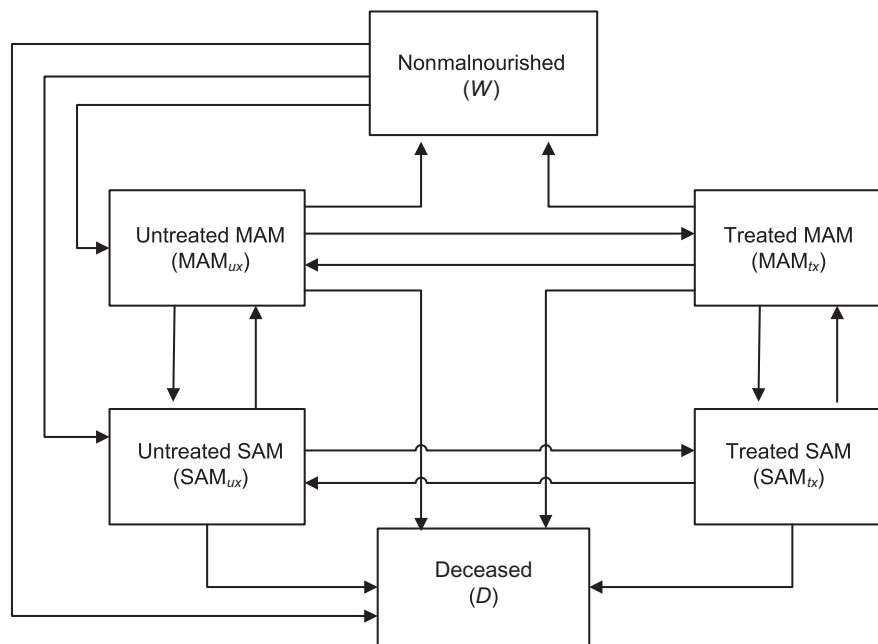 Nonmalnourished
(W)
Untreated MAM
(MAMux)
Treated MAM
(MAMtx)
Untreated SAM
(SAMux)
Treated SAM
(SAMtx)
Deceased
(D)